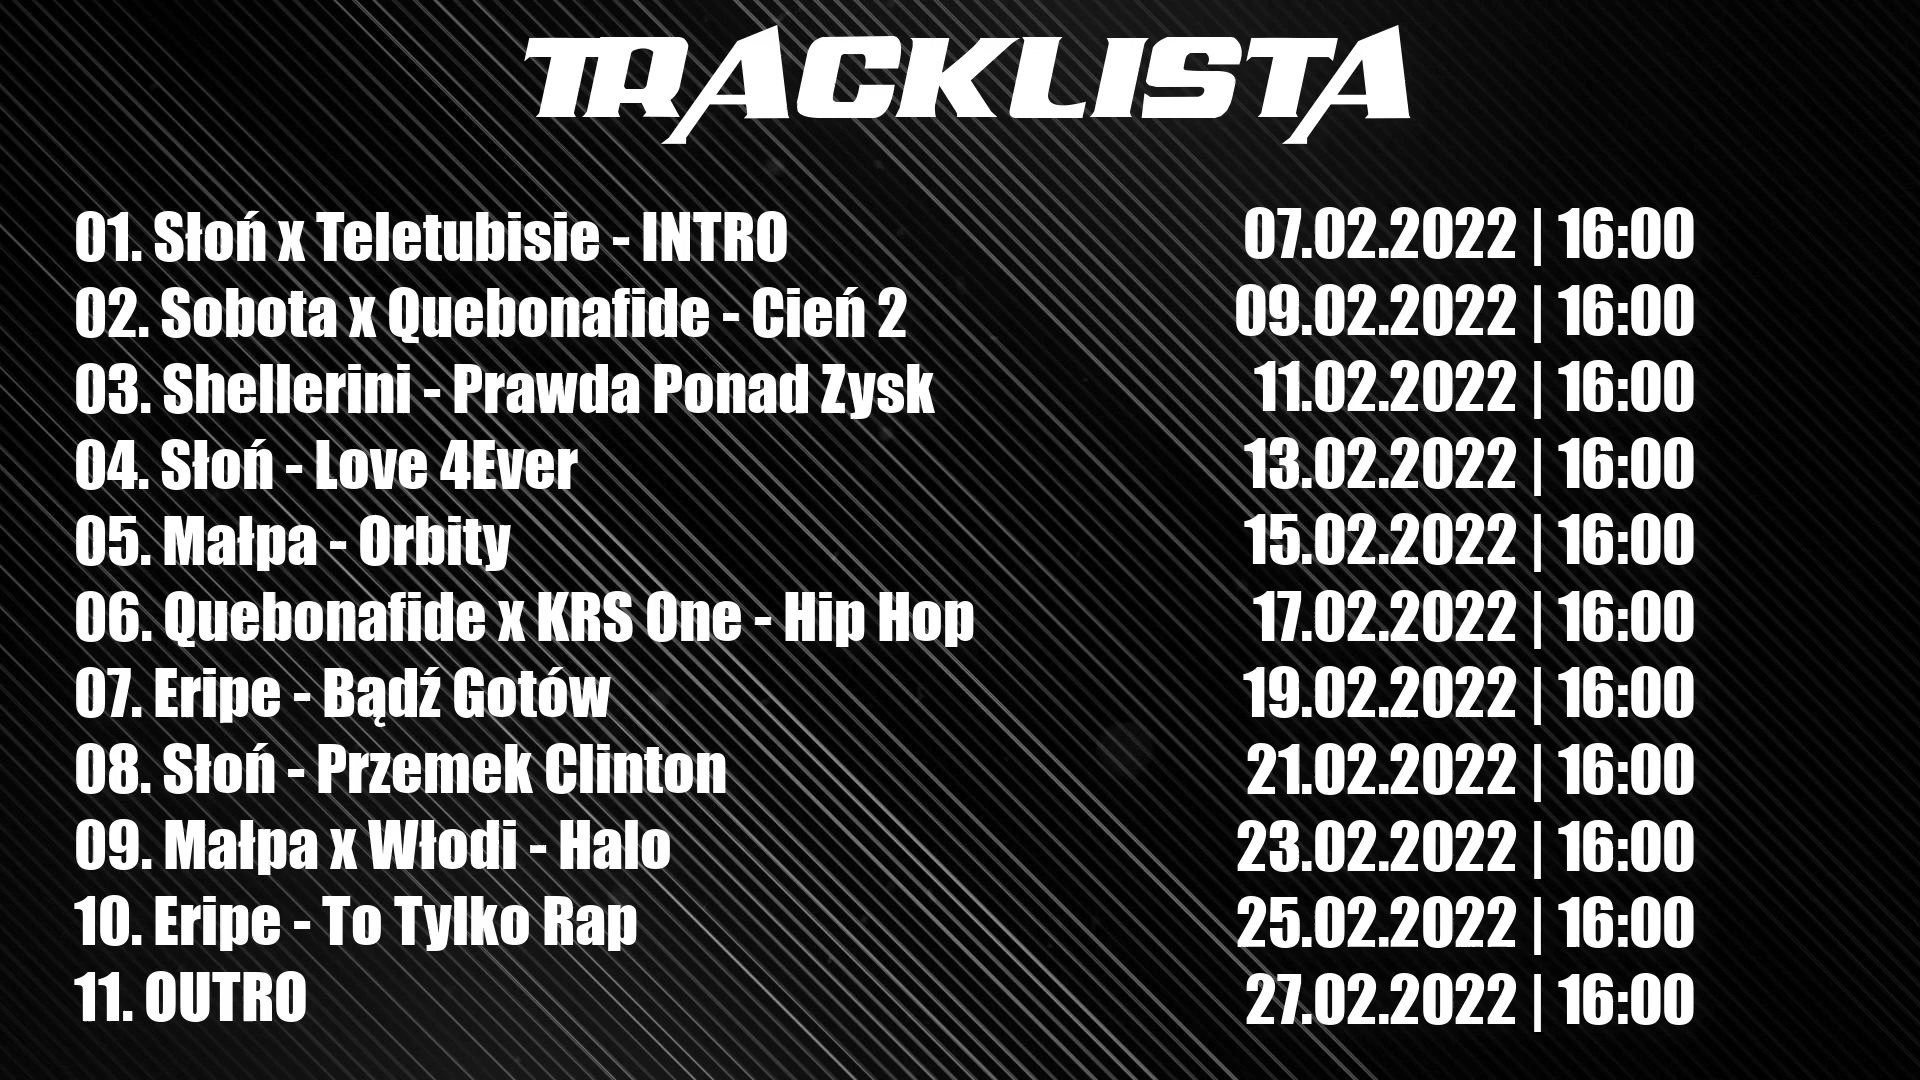 TRACKLISTA
01. Słoń x Teletubisie - INTRO 07.02.2022 | 16:00
02. Sobota x Quebonafide - Cień 2 09.02.2022 | 16:00
03. Shellerini - Prawda Ponad Zysk 11.02.2022 | 16:00
04. Słoń - Love 4Ever 13.02.2022 | 16:00
05. Małpa - Orbity 15.02.2022 | 16:00
06. Quebonafide x KRS One - Hip Hop 17.02.2022 | 16:00
07. Eripe - Bądź Gotów 19.02.2022 | 16:00
08. Słoń - Przemek Clinton 21.02.2022 | 16:00
09. Małpa x Włodi - Halo 23.02.2022 | 16:00
10. Eripe - To Tylko Rap 25.02.2022 | 16:00
11. OUTRO 27.02.2022 | 16:00